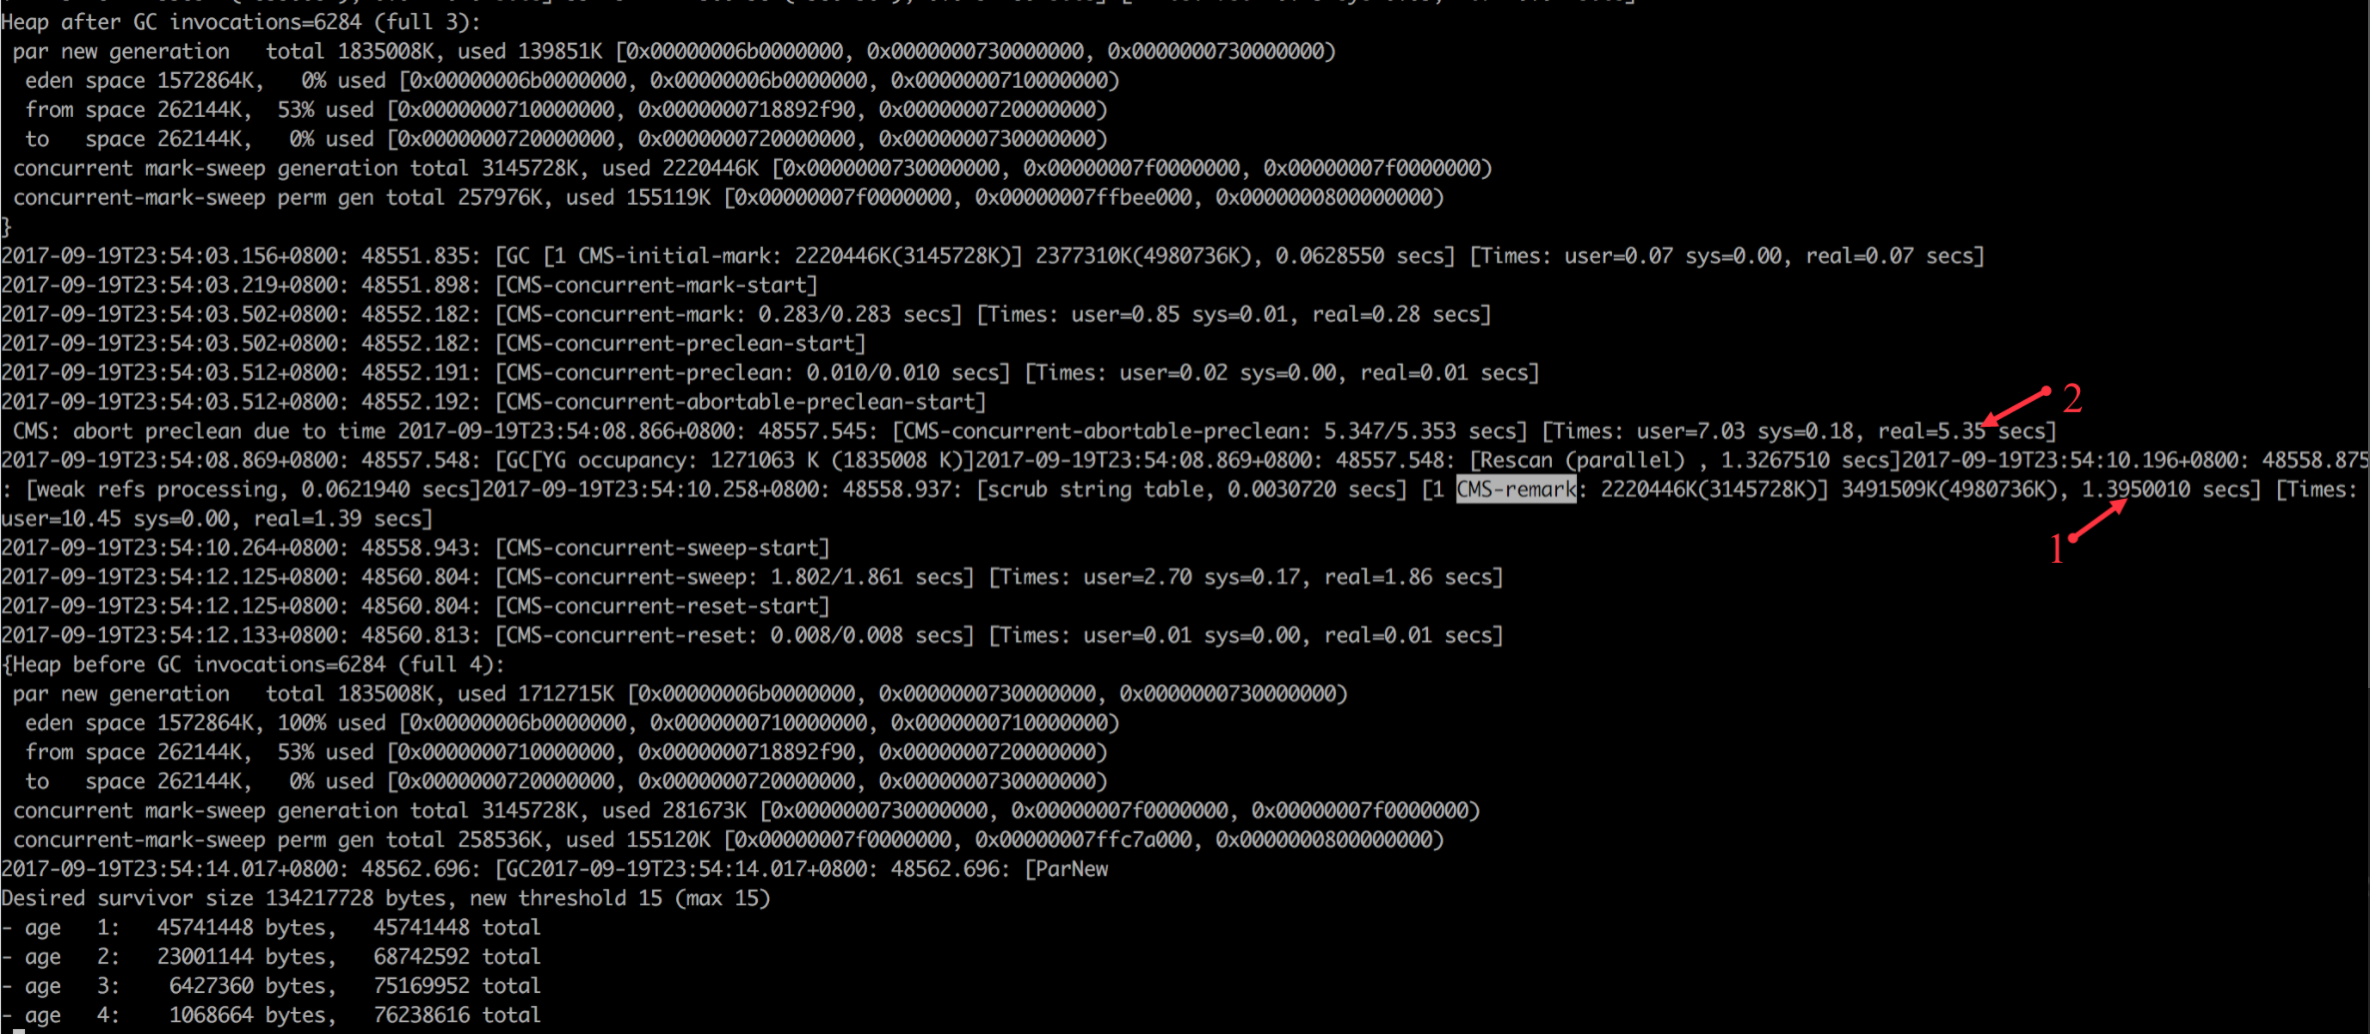 Heap after GC invocations=6284 (full 3):
 par new generation   total 1835008K, used 139851K [0x00000006b0000000, 0x0000000730000000, 0x0000000730000000)
  eden space 1572864K,   0% used [0x00000006b0000000, 0x00000006b0000000, 0x0000000710000000)
  from space 262144K,  53% used [0x0000000710000000, 0x0000000718892f90, 0x0000000720000000)
  to   space 262144K,   0% used [0x0000000720000000, 0x0000000720000000, 0x0000000730000000)
 concurrent mark-sweep generation total 3145728K, used 2220446K [0x0000000730000000, 0x00000007f0000000, 0x00000007f0000000)
 concurrent-mark-sweep perm gen total 257976K, used 155119K [0x00000007f0000000, 0x00000007ffbee000, 0x0000000800000000)
}
2017-09-19T23:54:03.156+0800: 48551.835: [GC [1 CMS-initial-mark: 2220446K(3145728K)] 2377310K(4980736K), 0.0628550 secs] [Times: user=0.07 sys=0.00, real=0.07 secs]
2017-09-19T23:54:03.219+0800: 48551.898: [CMS-concurrent-mark-start]
2017-09-19T23:54:03.502+0800: 48552.182: [CMS-concurrent-mark: 0.283/0.283 secs] [Times: user=0.85 sys=0.01, real=0.28 secs]
2017-09-19T23:54:03.502+0800: 48552.182: [CMS-concurrent-preclean-start]
2017-09-19T23:54:03.512+0800: 48552.191: [CMS-concurrent-preclean: 0.010/0.010 secs] [Times: user=0.02 sys=0.00, real=0.01 secs]
2017-09-19T23:54:03.512+0800: 48552.192: [CMS-concurrent-abortable-preclean-start]
2
 CMS: abort preclean due to time 2017-09-19T23:54:08.866+0800: 48557.545: [CMS-concurrent-abortable-preclean: 5.347/5.353 secs] [Times: user=7.03 sys=0.18, real=5.35 secs]
2017-09-19T23:54:08.869+0800: 48557.548: [GC[YG occupancy: 1271063 K (1835008 K)]2017-09-19T23:54:08.869+0800: 48557.548: [Rescan (parallel) , 1.3267510 secs]2017-09-19T23:54:10.196+0800: 48558.875
: [weak refs processing, 0.0621940 secs]2017-09-19T23:54:10.258+0800: 48558.937: [scrub string table, 0.0030720 secs] [1 CMS-remark: 2220446K(3145728K)] 3491509K(4980736K), 1.3950010 secs] [Times:
user=10.45 sys=0.00, real=1.39 secs]
1
2017-09-19T23:54:10.264+0800: 48558.943: [CMS-concurrent-sweep-start]
2017-09-19T23:54:12.125+0800: 48560.804: [CMS-concurrent-sweep: 1.802/1.861 secs] [Times: user=2.70 sys=0.17, real=1.86 secs]
2017-09-19T23:54:12.125+0800: 48560.804: [CMS-concurrent-reset-start]
2017-09-19T23:54:12.133+0800: 48560.813: [CMS-concurrent-reset: 0.008/0.008 secs] [Times: user=0.01 sys=0.00, real=0.01 secs]
{Heap before GC invocations=6284 (full 4):
 par new generation   total 1835008K, used 1712715K [0x00000006b0000000, 0x0000000730000000, 0x0000000730000000)
  eden space 1572864K, 100% used [0x00000006b0000000, 0x0000000710000000, 0x0000000710000000)
  from space 262144K,  53% used [0x0000000710000000, 0x0000000718892f90, 0x0000000720000000)
  to   space 262144K,   0% used [0x0000000720000000, 0x0000000720000000, 0x0000000730000000)
 concurrent mark-sweep generation total 3145728K, used 281673K [0x0000000730000000, 0x00000007f0000000, 0x00000007f0000000)
 concurrent-mark-sweep perm gen total 258536K, used 155120K [0x00000007f0000000, 0x00000007ffc7a000, 0x0000000800000000)
2017-09-19T23:54:14.017+0800: 48562.696: [GC2017-09-19T23:54:14.017+0800: 48562.696: [ParNew
Desired survivor size 134217728 bytes, new threshold 15 (max 15)
- age   1:   45741448 bytes,   45741448 total
- age   2:   23001144 bytes,   68742592 total
- age   3:    6427360 bytes,   75169952 total
- age   4:    1068664 bytes,   76238616 total